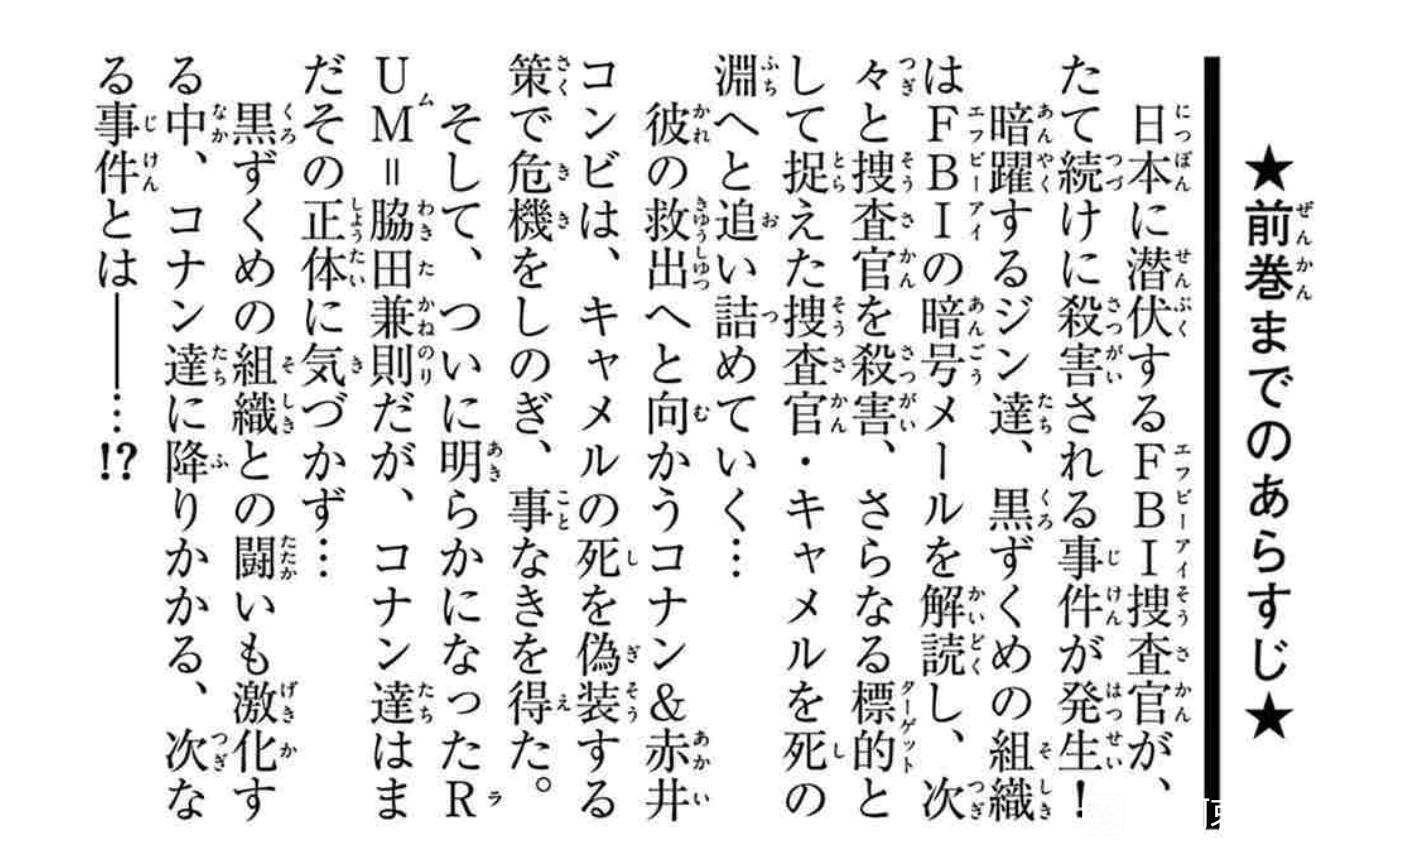 ★前巻までのあらすじ★
日本に潜伏するFBI捜査官が、
たて続けに殺害される事件が発生！
暗躍するジン達、黒ずくめの組織
はFBIの暗号メールを解読し、次
々と捜査官を殺害、さらなる標的と
して捉えた捜査官・キャメルを死の
淵へと追い詰めていく…
彼の救出へと向かうコナン＆赤井
コンビは、キャメルの死を偽装する
策で危機をしのぎ、事なきを得た。
そして、ついに明らかになったR
UM＝脇田兼則だが、コナン達はま
だその正体に気づかず…
黒ずくめの組織との闘いも激化す
る中、コナン達に降りかかる、次な
る事件とは――…!?